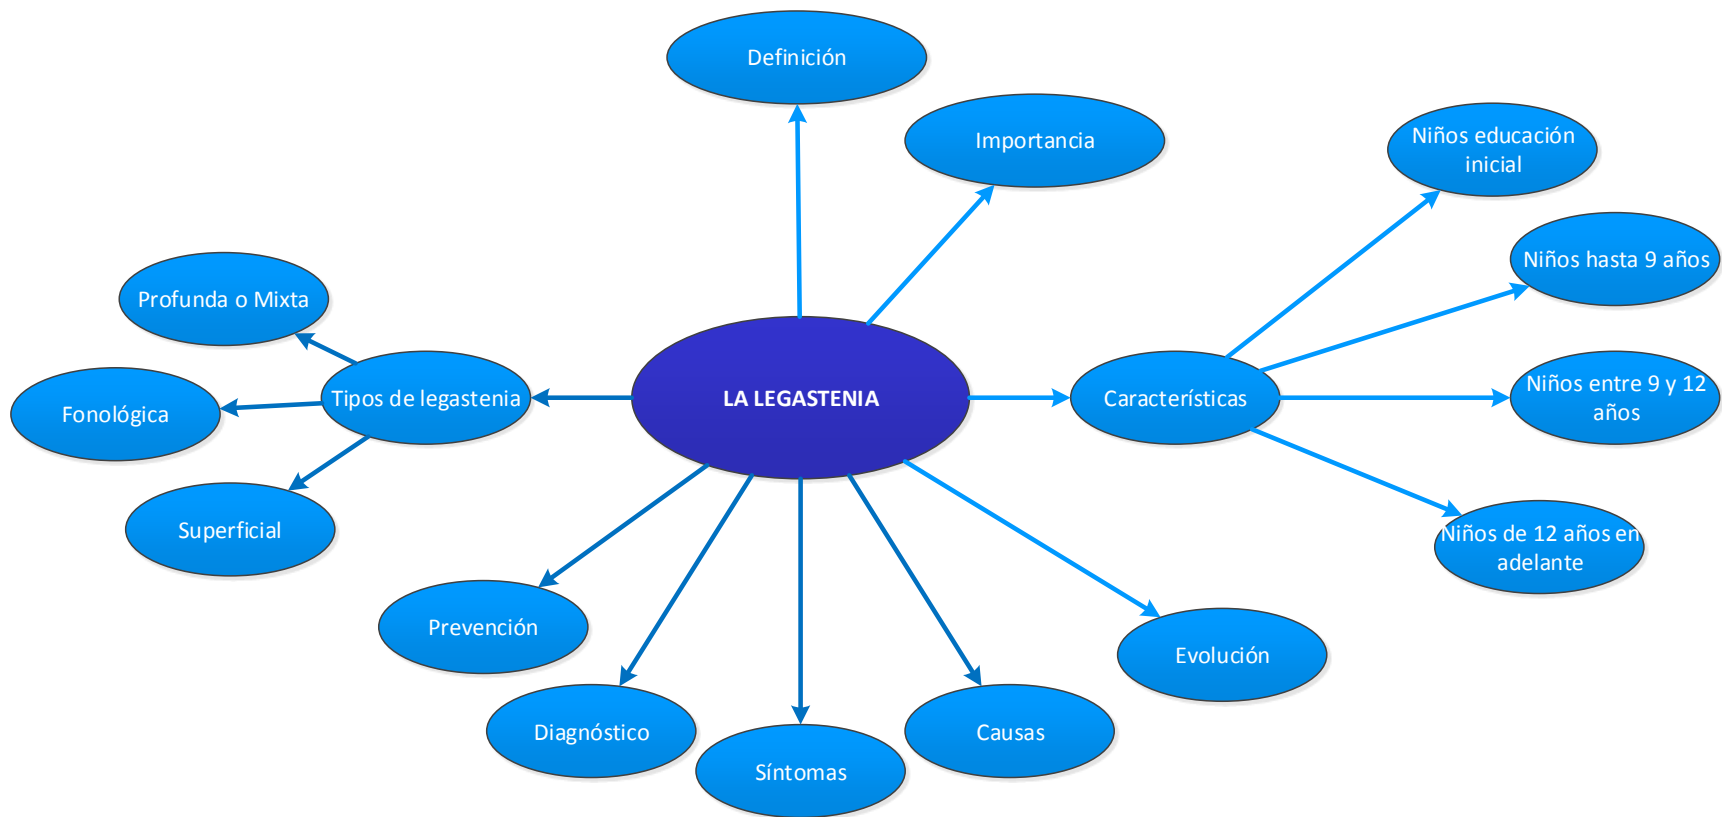 Definición
Importancia
Niños educación
inicial
Niños hasta 9 años
Profunda o Mixta
Tipos de legastenia
LA LEGASTENIA
Características
Niños entre 9 y 12
años
Fonológica
Superficial
Niños de 12 años en
adelante
Prevención
Evolución
Diagnóstico
Causas
Síntomas